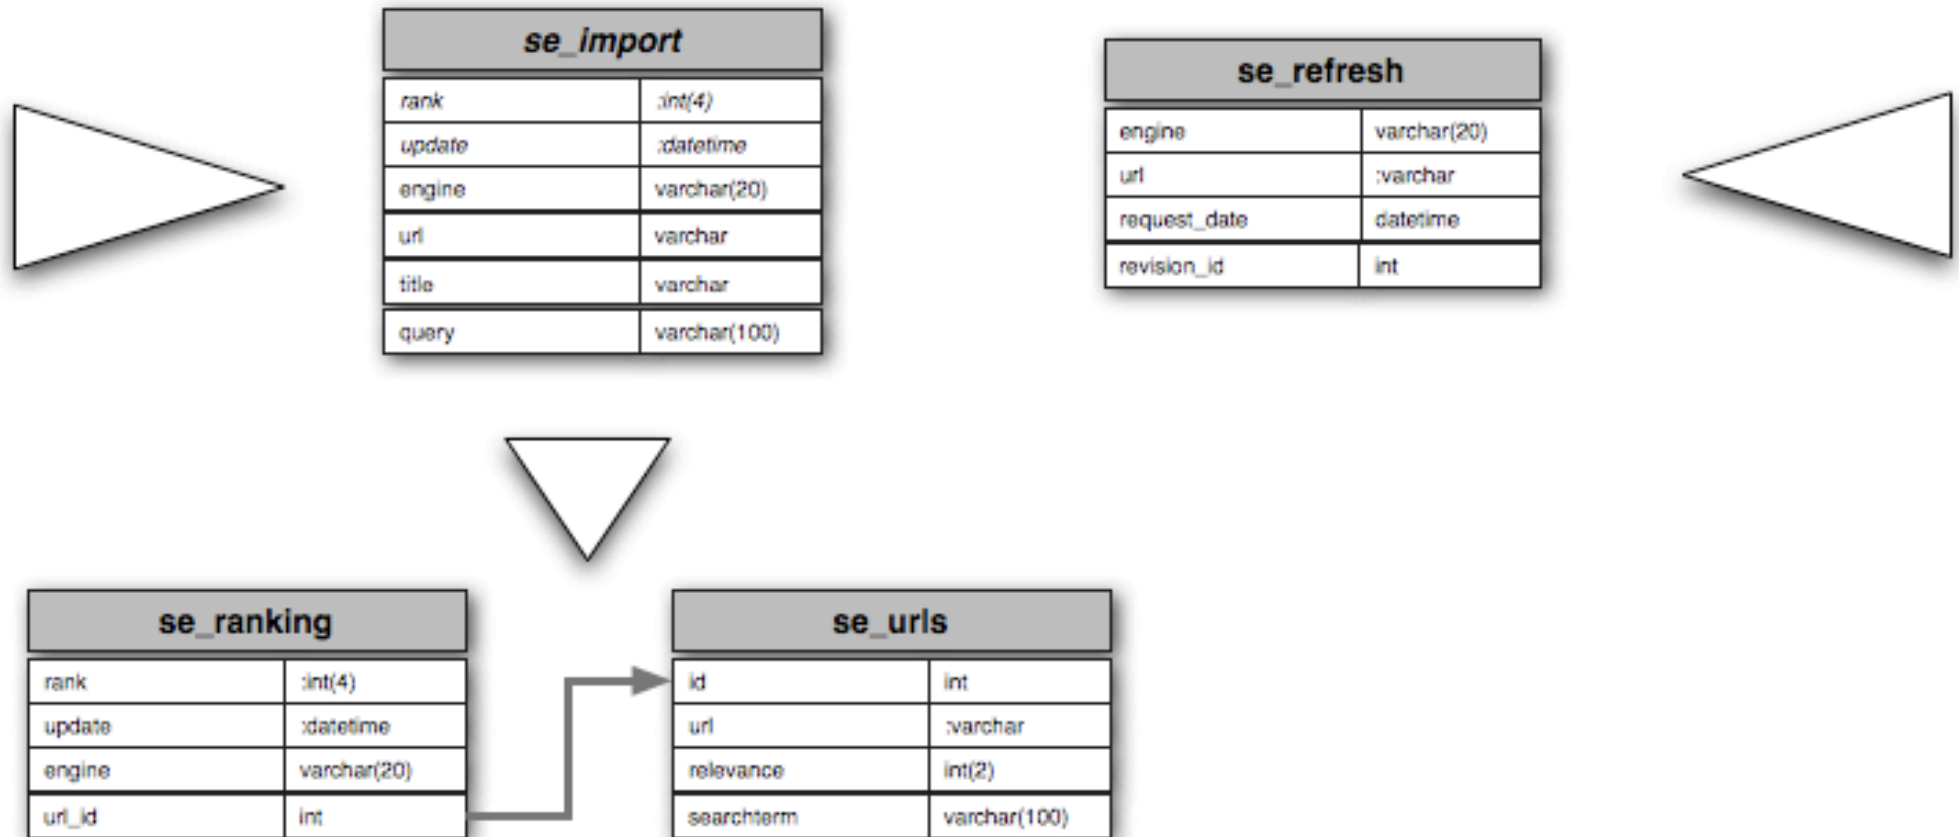 se_import
rank :int(4)
update :datetime
engine varchar(20)
url varchar
title varchar
query varchar(100)
se_refresh
engine varchar(20)
url :varchar
request_date datetime
revision_id int
se_ranking
rank :int(4)
update :datetime
engine varchar(20)
url_id int
se_urls
id int
url :varchar
relevance int(2)
searchterm varchar(100)